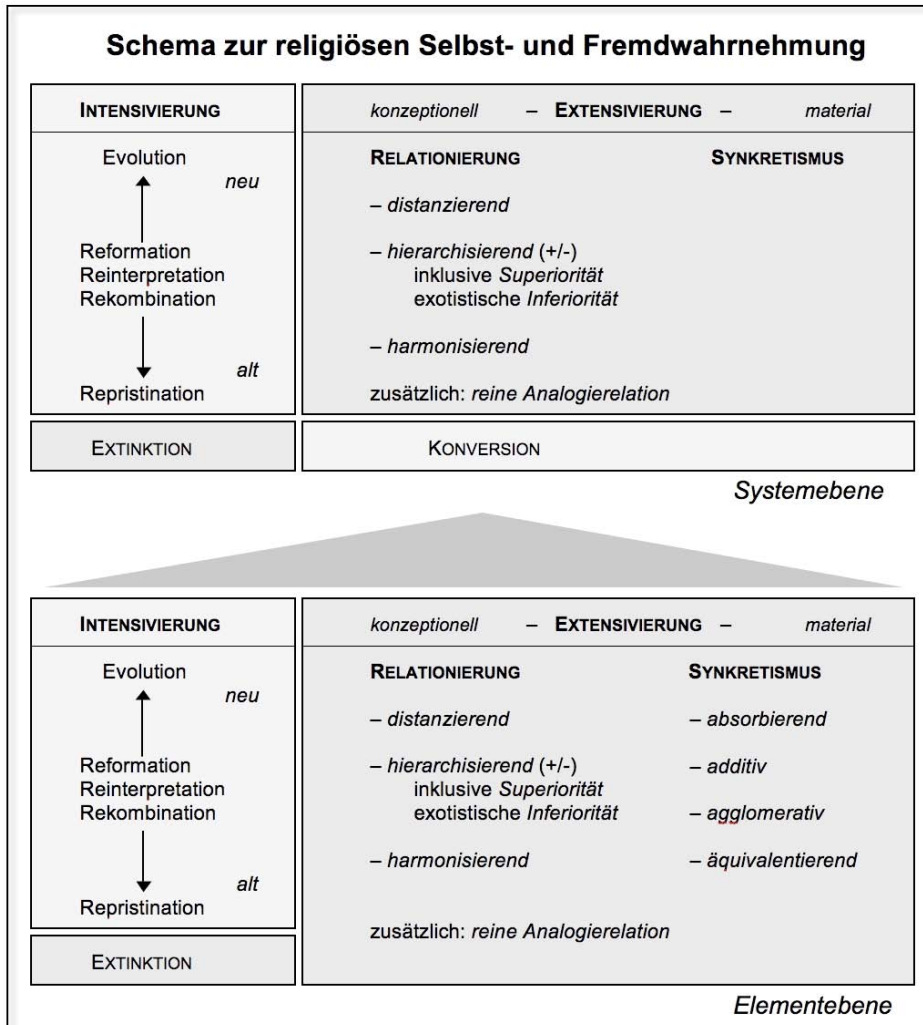 Schema zur religiösen Selbst- und Fremdwahrnehmung
INTENSIVIERUNG
Evolution
neu
Reformation
Reinterpretation
Rekombination
alt
Repristination
EXTINKTION
konzeptionell – EXTENSIVIERUNG – material
RELATIONIERUNG
– distanzierend
– hierarchisierend (+/-)
inklusive Superiorität
exotistische Inferiorität
– harmonisierend
zusätzlich: reine Analogierelation
SYNKRETISMUS
KONVERSION
Systemebene
INTENSIVIERUNG
Evolution
neu
Reformation
Reinterpretation
Rekombination
alt
Repristination
EXTINKTION
konzeptionell – EXTENSIVIERUNG – material
RELATIONIERUNG
– distanzierend
– hierarchisierend (+/-)
inklusive Superiorität
exotistische Inferiorität
– harmonisierend
zusätzlich: reine Analogierelation
SYNKRETISMUS
– absorbierend
– additiv
– agglomerativ
– äquivalentierend
Elementebene